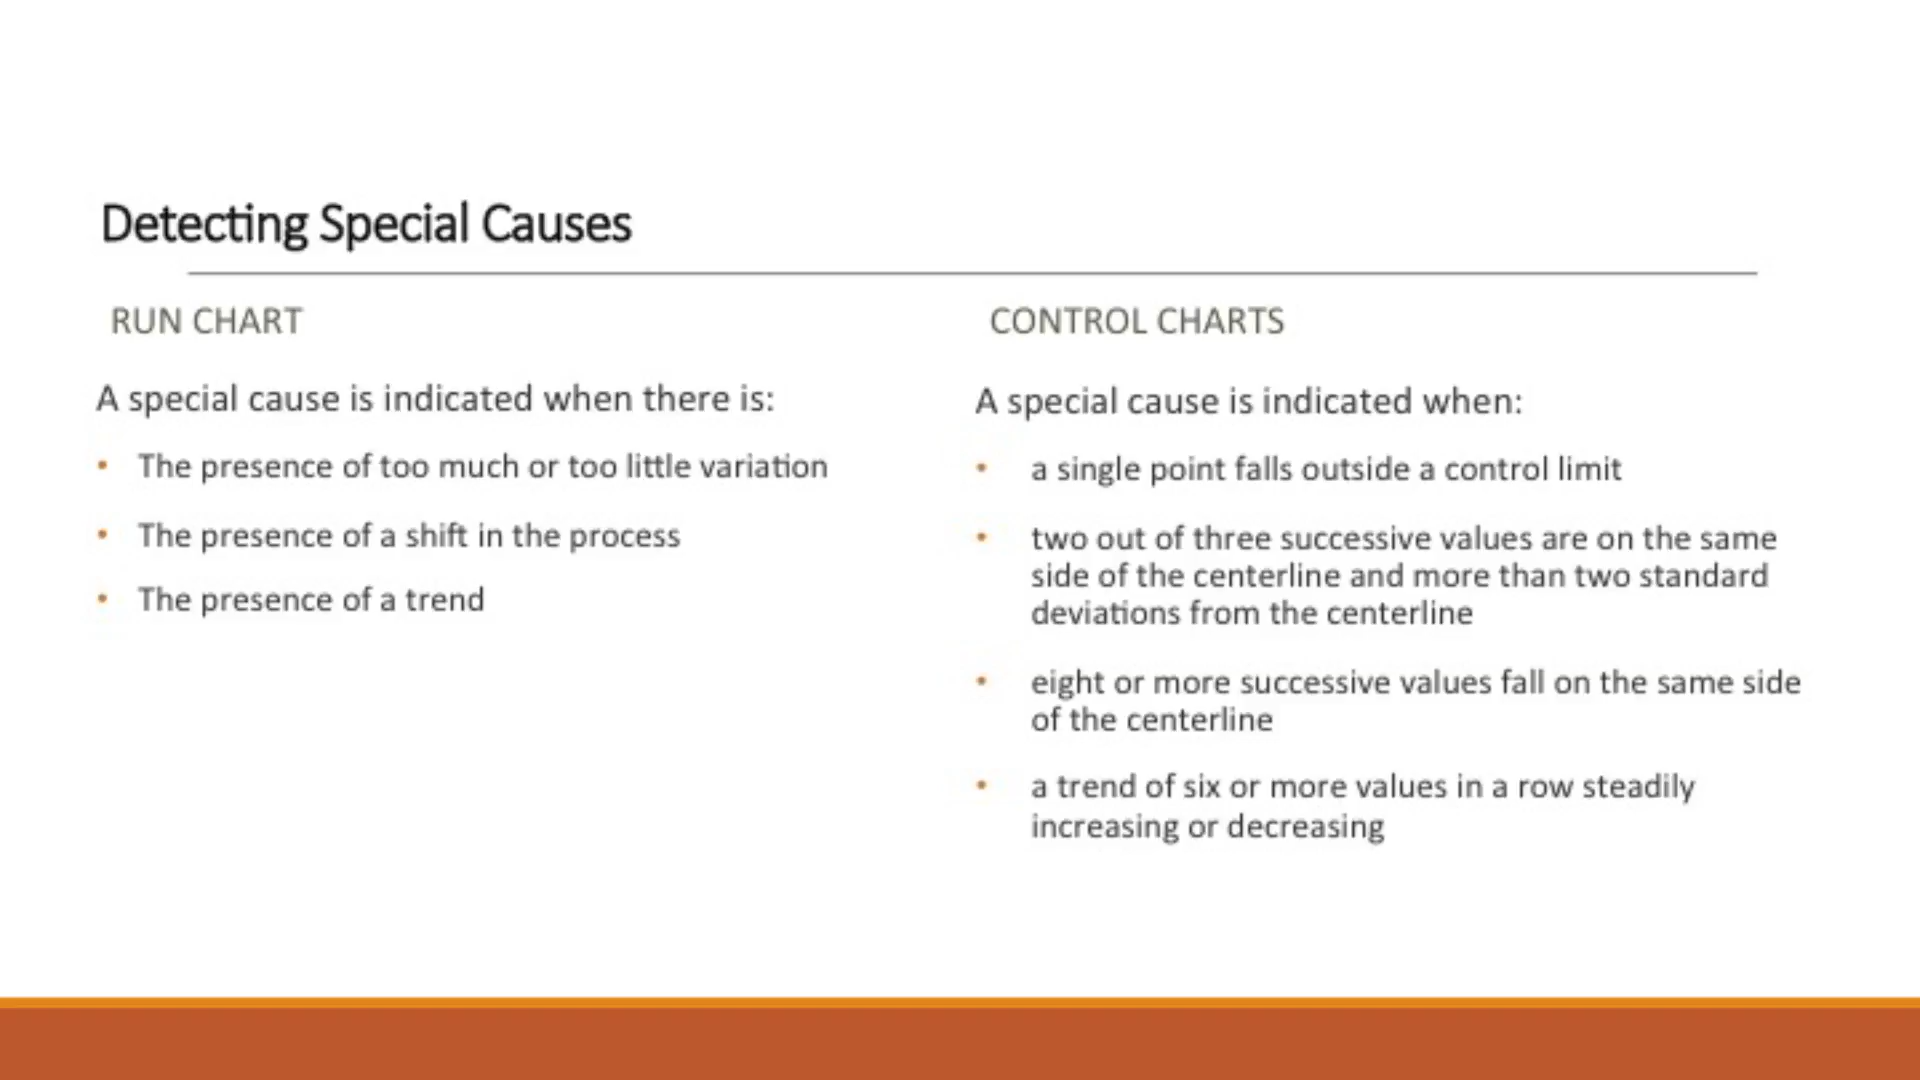 Detecting Special Causes
RUN CHART
A special cause is indicated when there is:
• The presence of too much or too little variation
• The presence of a shift in the process
• The presence of a trend
CONTROL CHARTS
A special cause is indicated when:
• a single point falls outside a control limit
• two out of three successive values are on the same
side of the centerline and more than two standard
deviations from the centerline
• eight or more successive values fall on the same side
of the centerline
• a trend of six or more values in a row steadily
increasing or decreasing